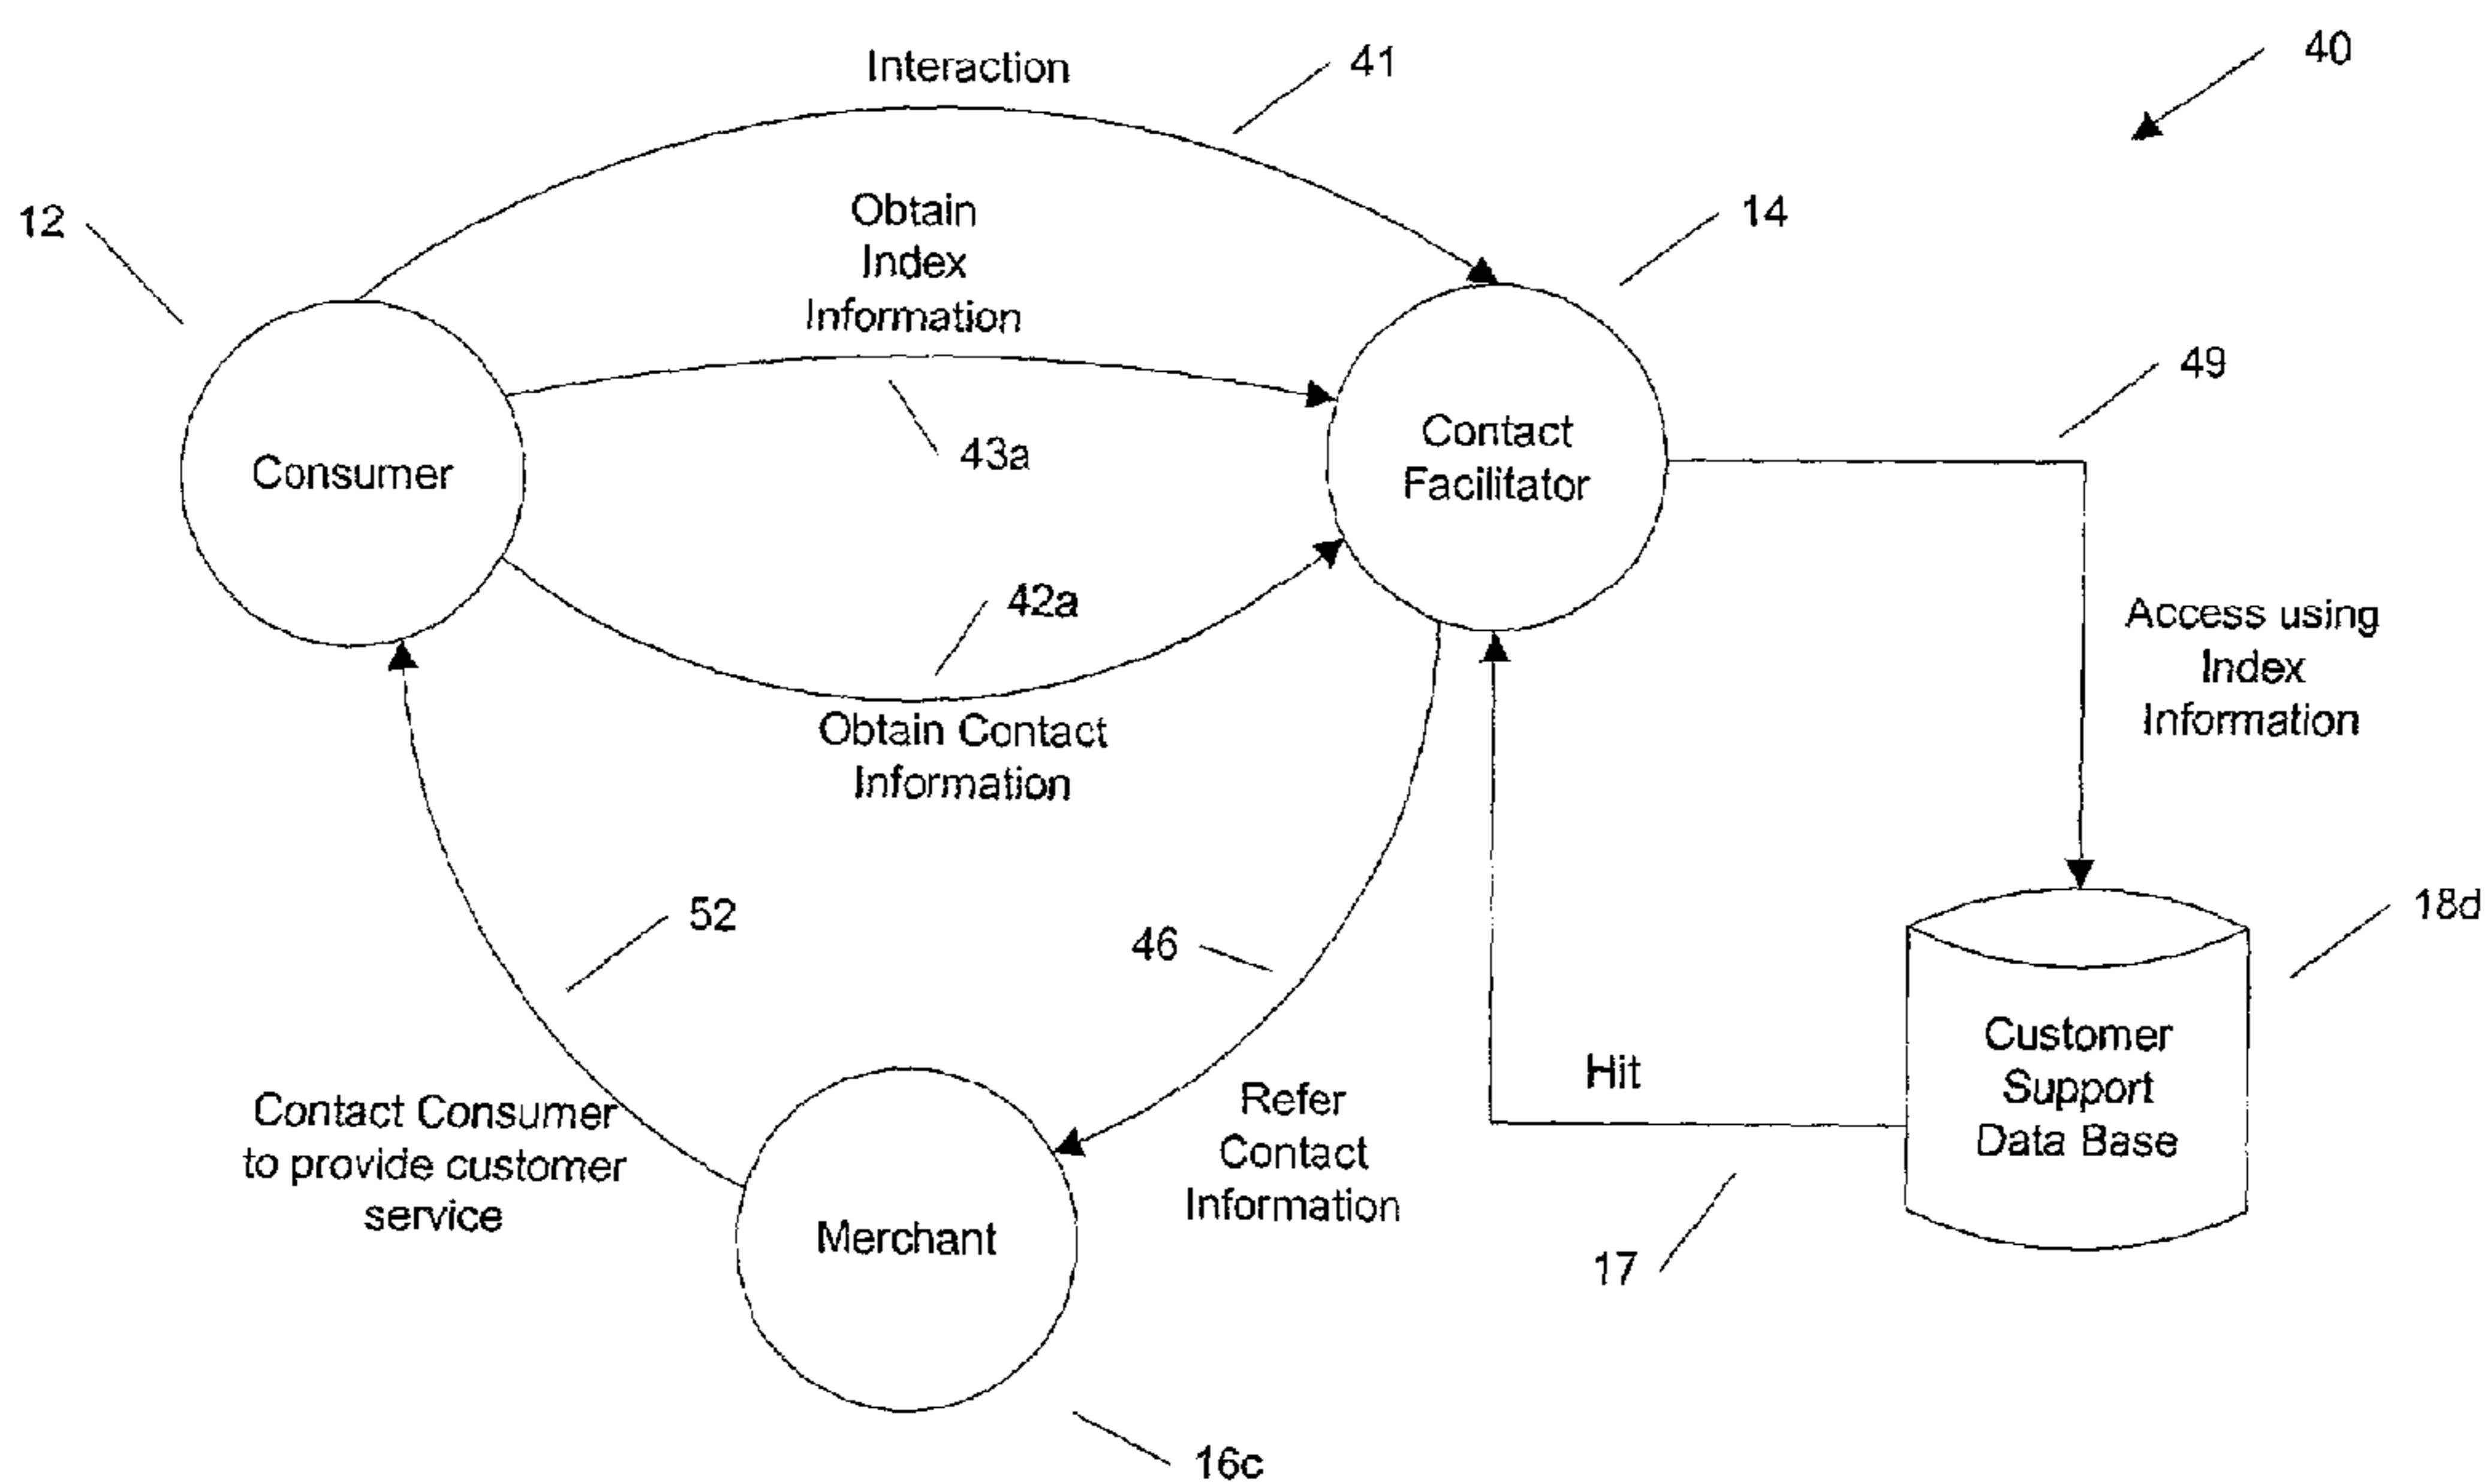 Interaction
41
40
Obtain
Index
Information
12
14
43a
49
Consumer
Contact
Facilitator
42a
Obtain Contact
Information
Access using
Index
Information
52
46
18d
Contact Consumer
to provide customer
service
Refer
Contact
Information
Hit
Customer
Support
Data Base
Merchant
17
16c